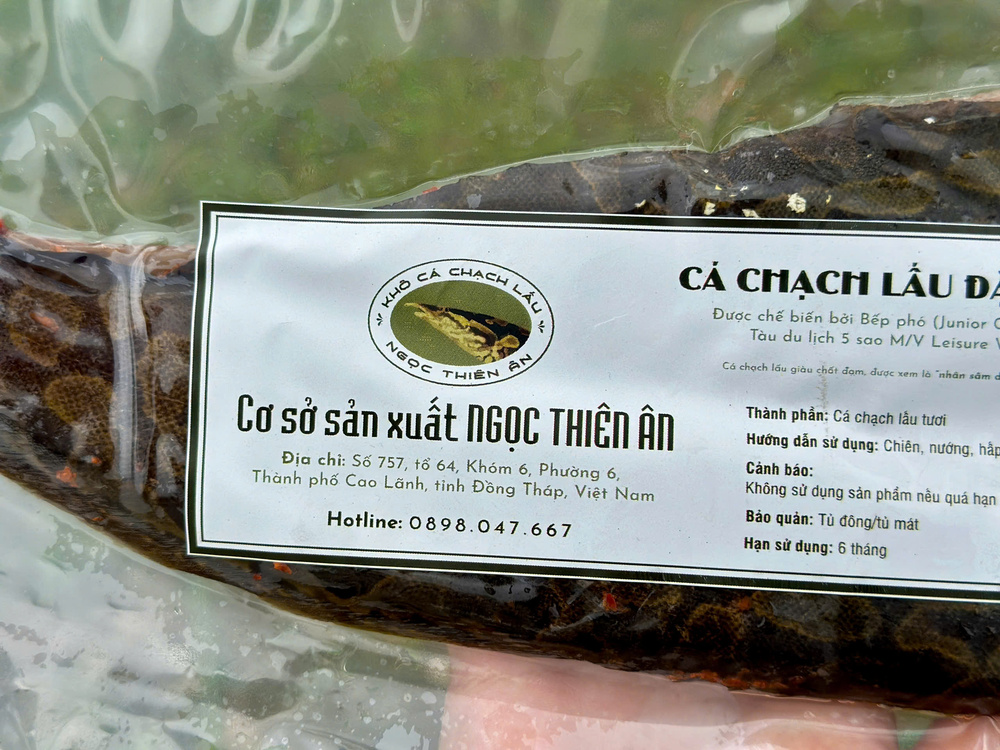 KHÔ CÁ CHẠCH LẤU
NGỌC THIÊN ÂN
Cơ sở sản xuất NGỌC THIÊN ÂN
Địa chỉ: Số 757, tổ 64, Khóm 6, Phường 6,
Thành phố Cao Lãnh, tỉnh Đồng Tháp, Việt Nam
Hotline: 0898.047.667
CÁ CHẠCH LẤU
Được chế biến bởi Bếp phó (Junior
Tàu du lịch 5 sao M/V Leisure
Cá chạch lấu giàu chất đạm, được xem là "nhân sâm
Thành phần: Cá chạch lấu tươi
Hướng dẫn sử dụng: Chiên, nướng, hấp
Cảnh báo:
Không sử dụng sản phẩm nếu quá hạn
Bảo quản: Tủ đông/tủ mát
Hạn sử dụng: 6 tháng